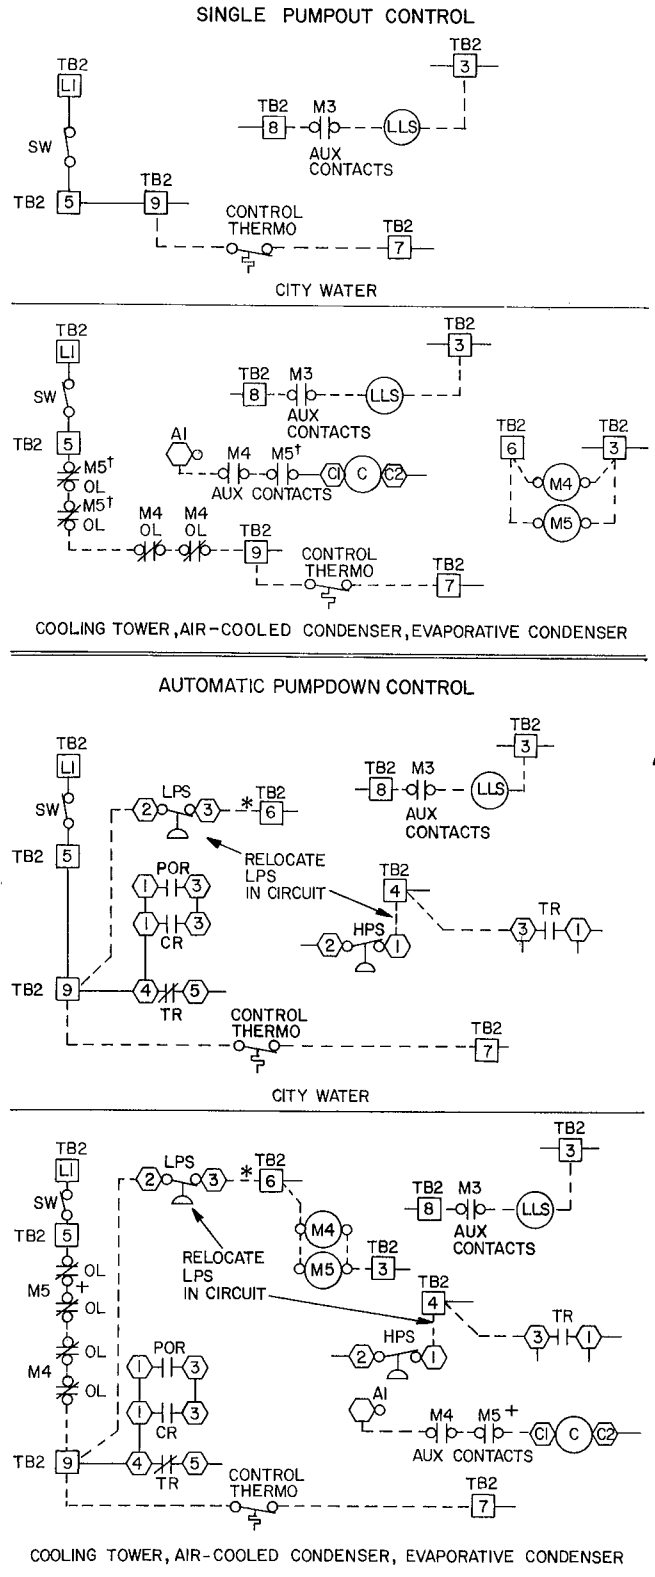 SINGLE PUMPOUT CONTROL
TB2
3
TB2
L1
TB2
M3
8
LLS
SW
AUX
CONTACTS
TB2
TB2
5
9
CONTROL
THERMO
TB2
7
CITY WATER
TB2
3
TB2
L1
TB2
M3
8
LLS
SW
AUX
CONTACTS
TB2
5
A1
M4
M5†
C1
C
C2
AUX CONTACTS
TB2
6
TB2
3
M4
M5
M5†
OL
M5†
OL
M4
OL
M4
OL
TB2
9
CONTROL
THERMO
TB2
7
COOLING TOWER, AIR-COOLED CONDENSER, EVAPORATIVE CONDENSER
AUTOMATIC PUMPDOWN CONTROL
TB2
3
TB2
L1
LPS
2
3
*
TB2
6
TB2
8
M3
LLS
SW
AUX
CONTACTS
TB2
5
RELOCATE
LPS
IN CIRCUIT
POR
1
3
1
3
CR
TB2
4
HPS
2
1
TR
3
1
TB2
9
4
5
TR
CONTROL
THERMO
TB2
7
CITY WATER
TB2
3
TB2
L1
LPS
2
3
*
TB2
6
TB2
8
M3
LLS
SW
AUX
CONTACTS
TB2
5
M4
M5
TB2
3
RELOCATE
LPS
IN CIRCUIT
OL
M5
+
OL
TB2
4
OL
M4
OL
POR
1
3
1
3
CR
HPS
2
1
TR
3
1
A1
M4
M5
+
C1
C
C2
AUX CONTACTS
TB2
9
4
5
TR
CONTROL
THERMO
TB2
7
COOLING TOWER, AIR-COOLED CONDENSER, EVAPORATIVE CONDENSER